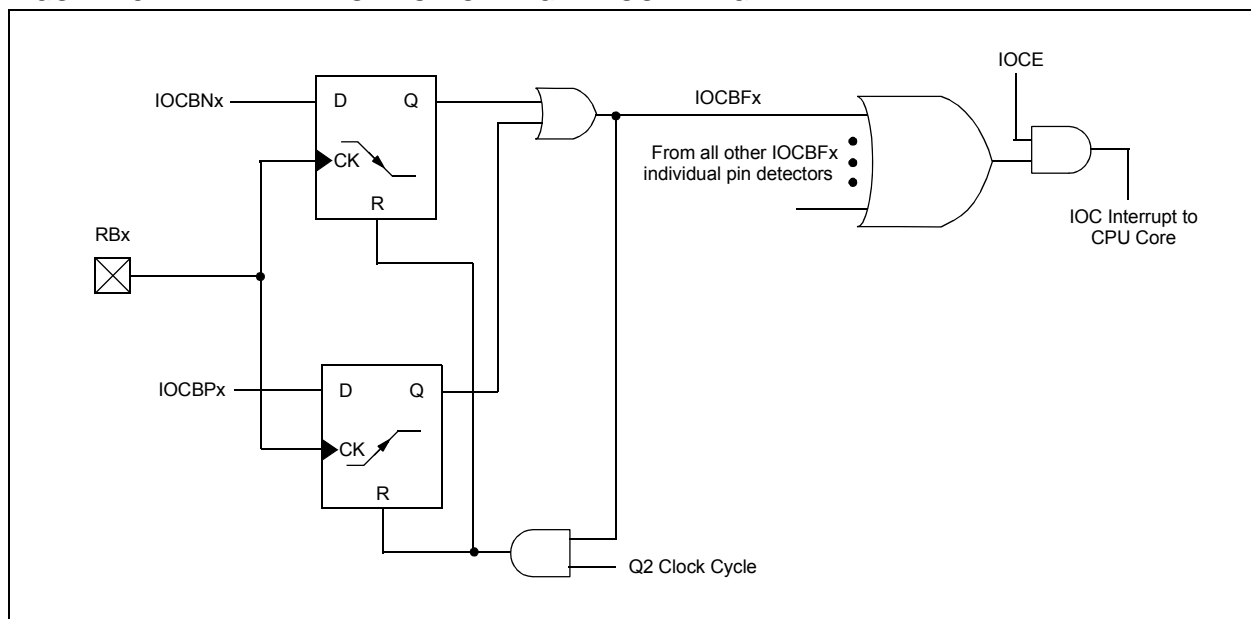 IOCE
IOCBNx
D
Q
IOCBFx
CK
From all other IOCBFx
individual pin detectors
R
IOC Interrupt to
CPU Core
RBx
IOCBPx
D
Q
CK
R
Q2 Clock Cycle